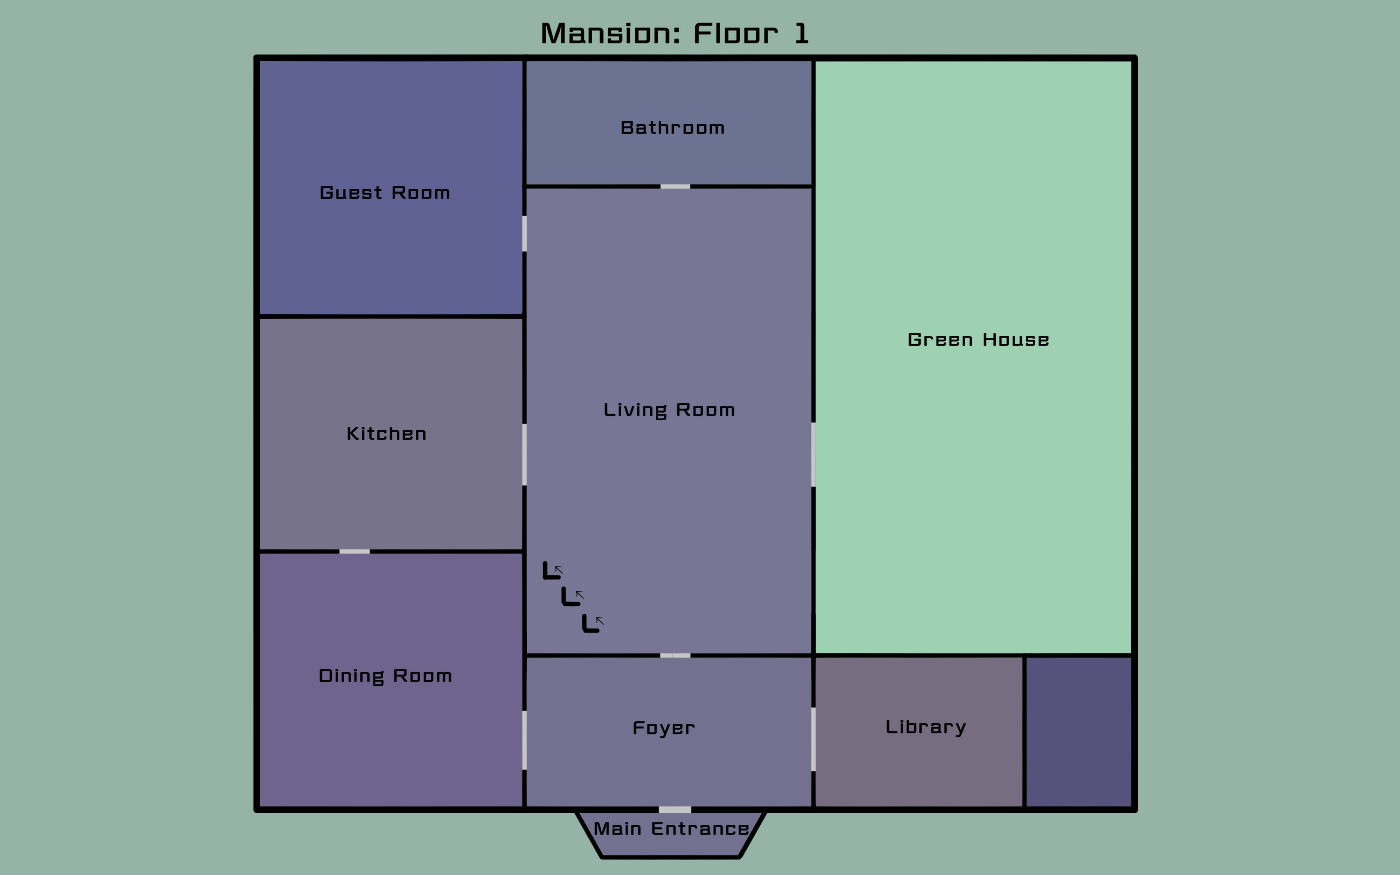 Mansion: Floor 1
Bathroom
Guest Room
Green House
Living Room
Kitchen
Dining Room
Foyer
Library
Main Entrance